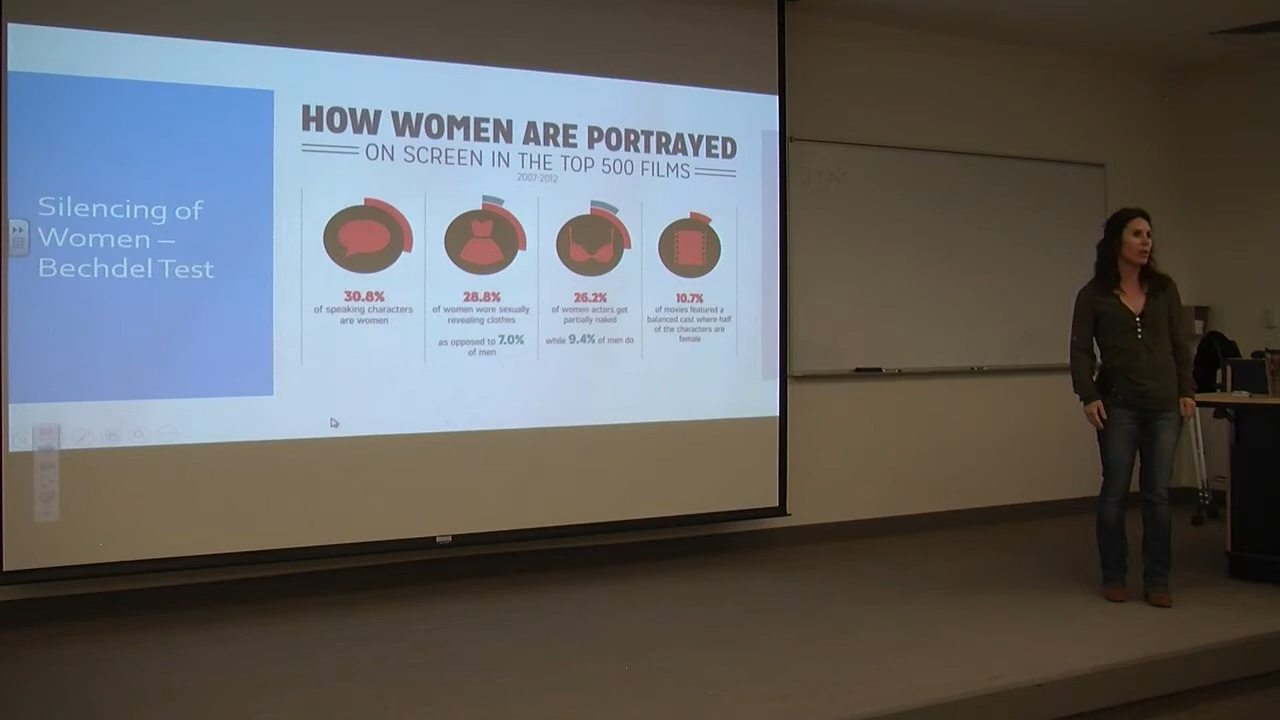 Silencing of
Women –
Bechdel Test
HOW WOMEN ARE PORTRAYED
ON SCREEN IN THE TOP 500 FILMS
2007-2012
30.8%
of speaking characters
are women
28.8%
of women wore sexually
revealing clothes
as opposed to 7.0%
of men
26.2%
of women actors get
partially naked
while 9.4% of men do
10.7%
of movies featured a
balanced cast where half
of the characters are
female